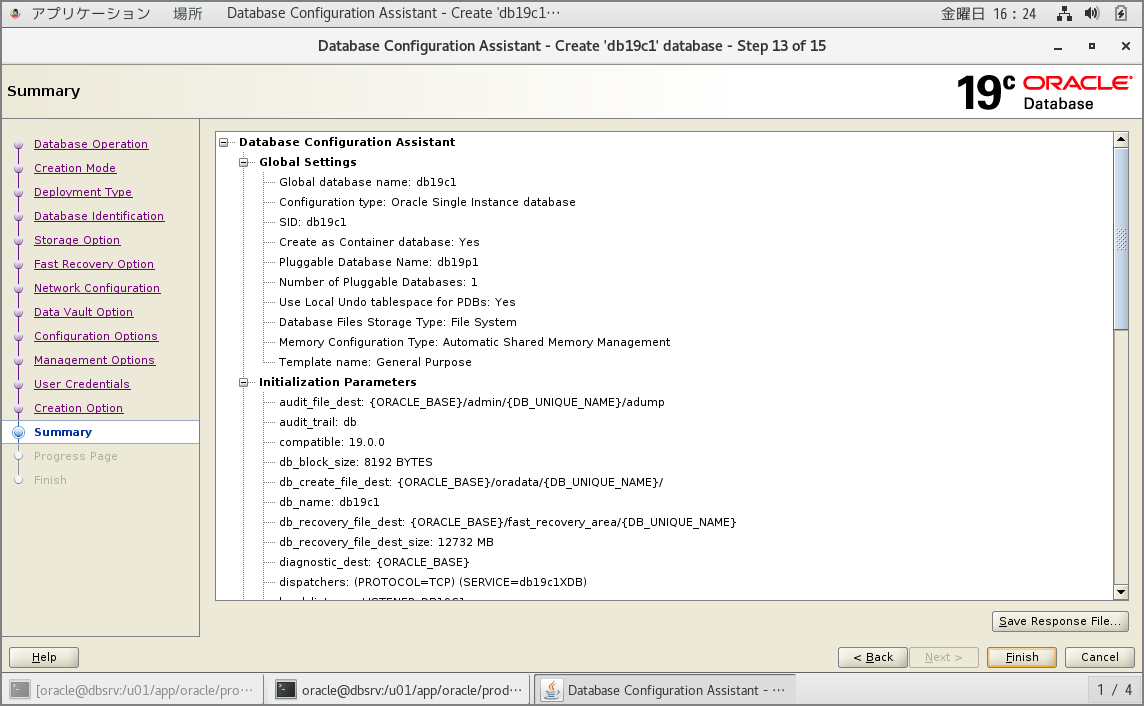 アプリケーション 場所 Database Configuration Assistant - Create 'db19c1… 金曜日 16 : 24
Database Configuration Assistant - Create 'db19c1' database - Step 13 of 15
Summary
19c ORACLE Database
Database Operation
Creation Mode
Deployment Type
Database Identification
Storage Option
Fast Recovery Option
Network Configuration
Data Vault Option
Configuration Options
Management Options
User Credentials
Creation Option
Summary
Progress Page
Finish
Database Configuration Assistant
Global Settings
Global database name: db19c1
Configuration type: Oracle Single Instance database
SID: db19c1
Create as Container database: Yes
Pluggable Database Name: db19p1
Number of Pluggable Databases: 1
Use Local Undo tablespace for PDBs: Yes
Database Files Storage Type: File System
Memory Configuration Type: Automatic Shared Memory Management
Template name: General Purpose
Initialization Parameters
audit_file_dest: {ORACLE_BASE}/admin/{DB_UNIQUE_NAME}/adump
audit_trail: db
compatible: 19.0.0
db_block_size: 8192 BYTES
db_create_file_dest: {ORACLE_BASE}/oradata/{DB_UNIQUE_NAME}/
db_name: db19c1
db_recovery_file_dest: {ORACLE_BASE}/fast_recovery_area/{DB_UNIQUE_NAME}
db_recovery_file_dest_size: 12732 MB
diagnostic_dest: {ORACLE_BASE}
dispatchers: (PROTOCOL=TCP) (SERVICE=db19c1XDB)
Save Response File...
Help < Back Next > Finish Cancel
[oracle@dbsrv:/u01/app/oracle/pro… oracle@dbsrv:/u01/app/oracle/prod… Database Configuration Assistant - … 1 / 4